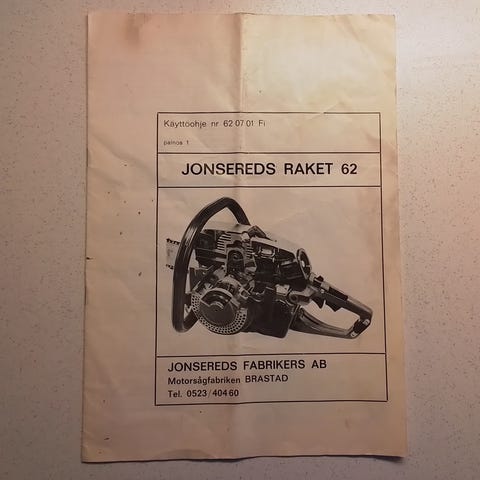 Käyttöohje nr 62 07 01 Fi
painos 1
JONSEREDS RAKET 62
JONSEREDS FABRIKERS AB
Motorsågfabriken BRASTAD
Tel. 0523/404 60